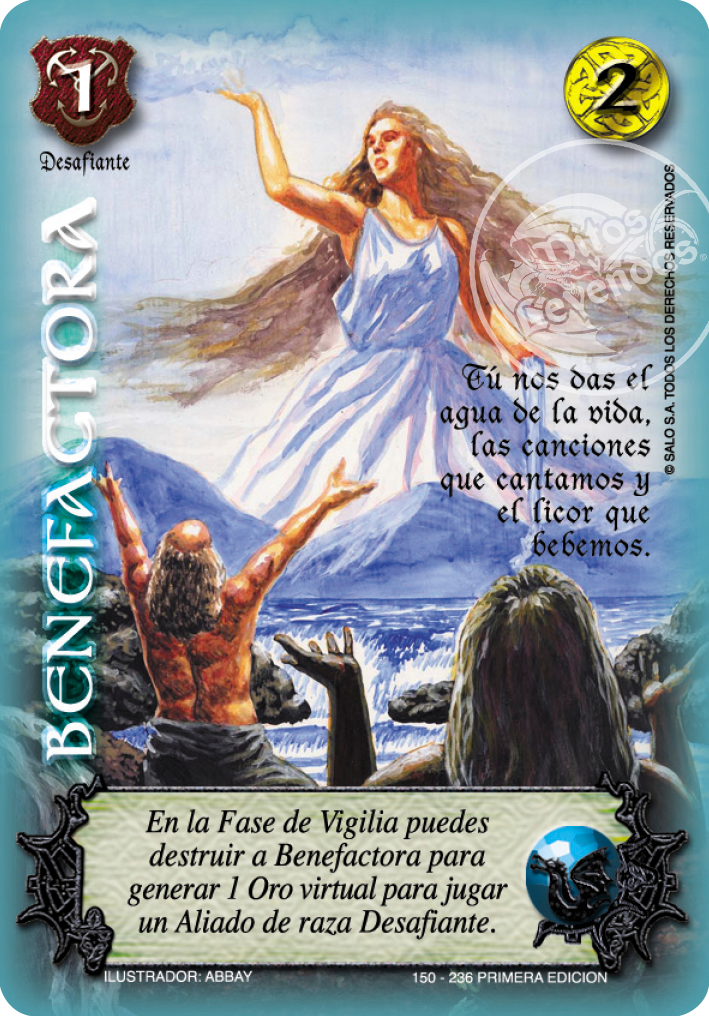 1
2
Desafiante
BENEFACTORA
Mitos y Leyendas
®
© SALO S.A. TODOS LOS DERECHOS RESERVADOS
Tú nos das el
agua de la vida,
las canciones
que cantamos y
el licor que
bebemos.
En la Fase de Vigilia puedes
destruir a Benefactora para
generar 1 Oro virtual para jugar
un Aliado de raza Desafiante.
ILUSTRADOR: ABBAY
150 - 236 PRIMERA EDICION